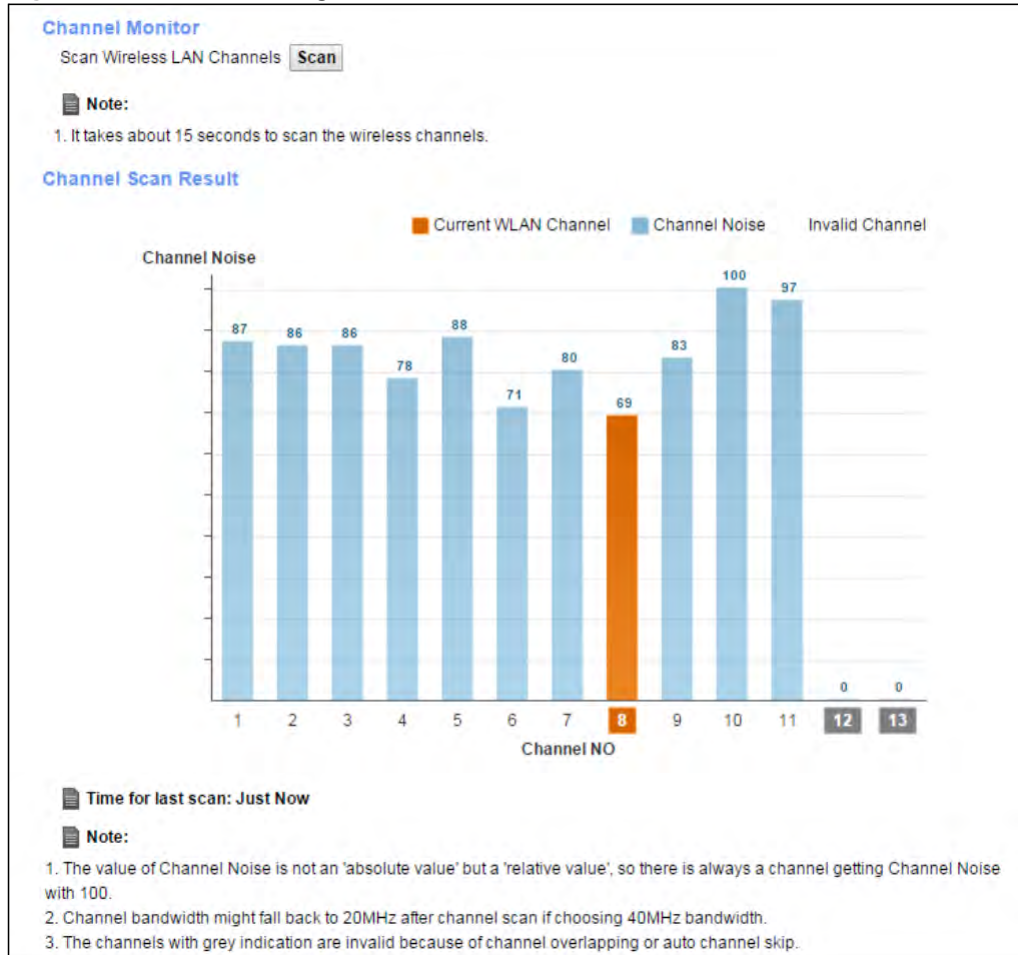 Channel Monitor
Scan Wireless LAN Channels Scan
Note:
1. It takes about 15 seconds to scan the wireless channels.
Channel Scan Result
Current WLAN Channel Channel Noise Invalid Channel
Channel Noise
87 86 86 78 88 71 80 69 83 100 97 0 0
1 2 3 4 5 6 7 8 9 10 11 12 13
Channel NO
Time for last scan: Just Now
Note:
1. The value of Channel Noise is not an 'absolute value' but a 'relative value', so there is always a channel getting Channel Noise
with 100.
2. Channel bandwidth might fall back to 20MHz after channel scan if choosing 40MHz bandwidth.
3. The channels with grey indication are invalid because of channel overlapping or auto channel skip.